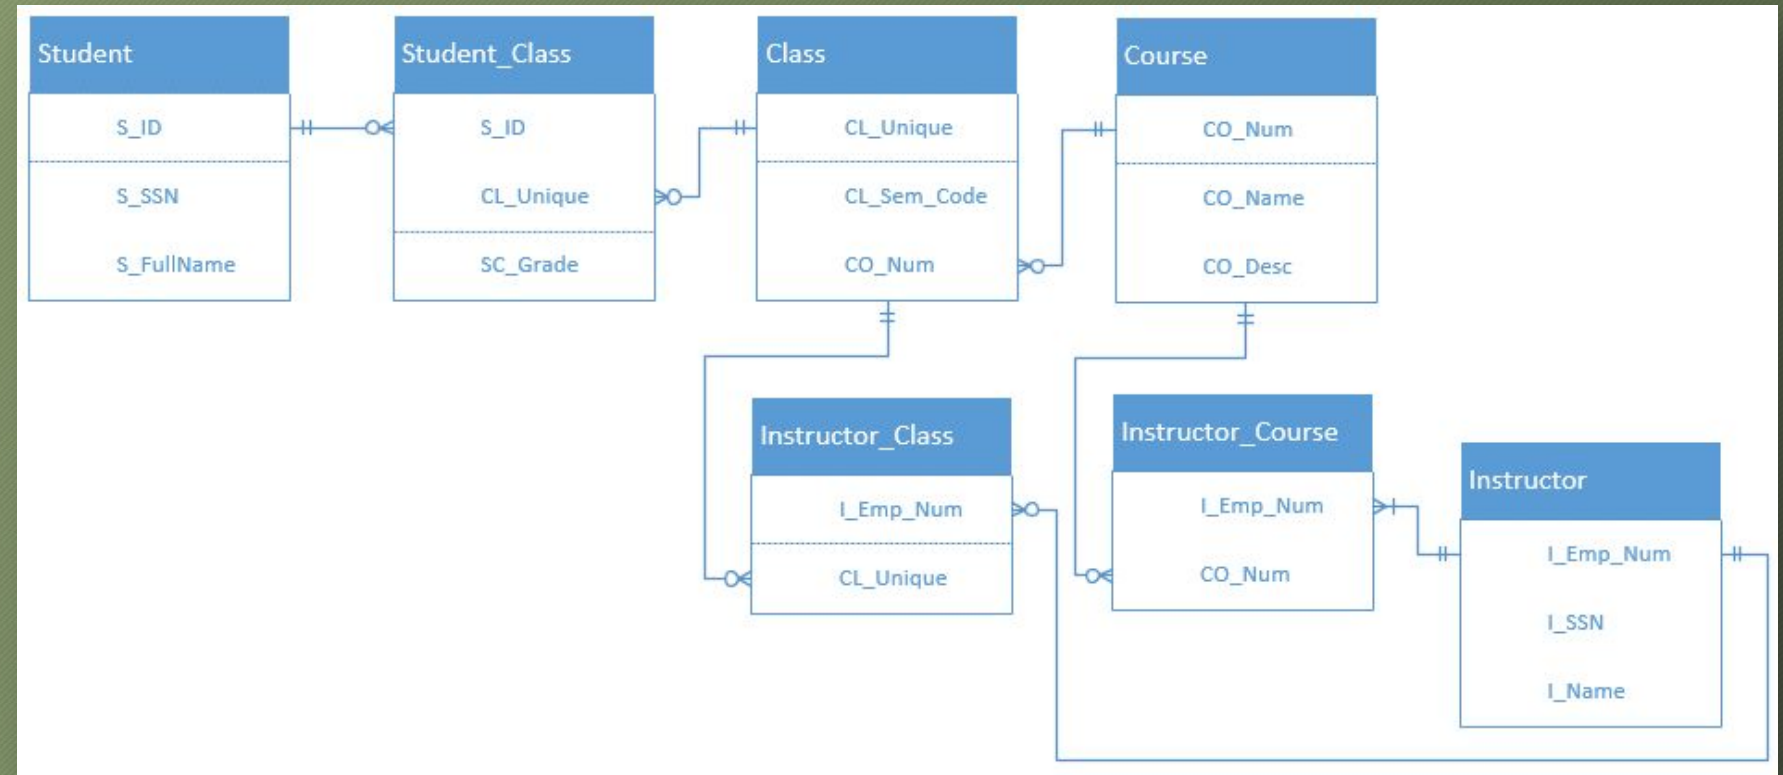 Student
S_ID
S_SSN
S_FullName
Student_Class
S_ID
CL_Unique
SC_Grade
Class
CL_Unique
CL_Sem_Code
CO_Num
Course
CO_Num
CO_Name
CO_Desc
Instructor_Class
I_Emp_Num
CL_Unique
Instructor_Course
I_Emp_Num
CO_Num
Instructor
I_Emp_Num
I_SSN
I_Name